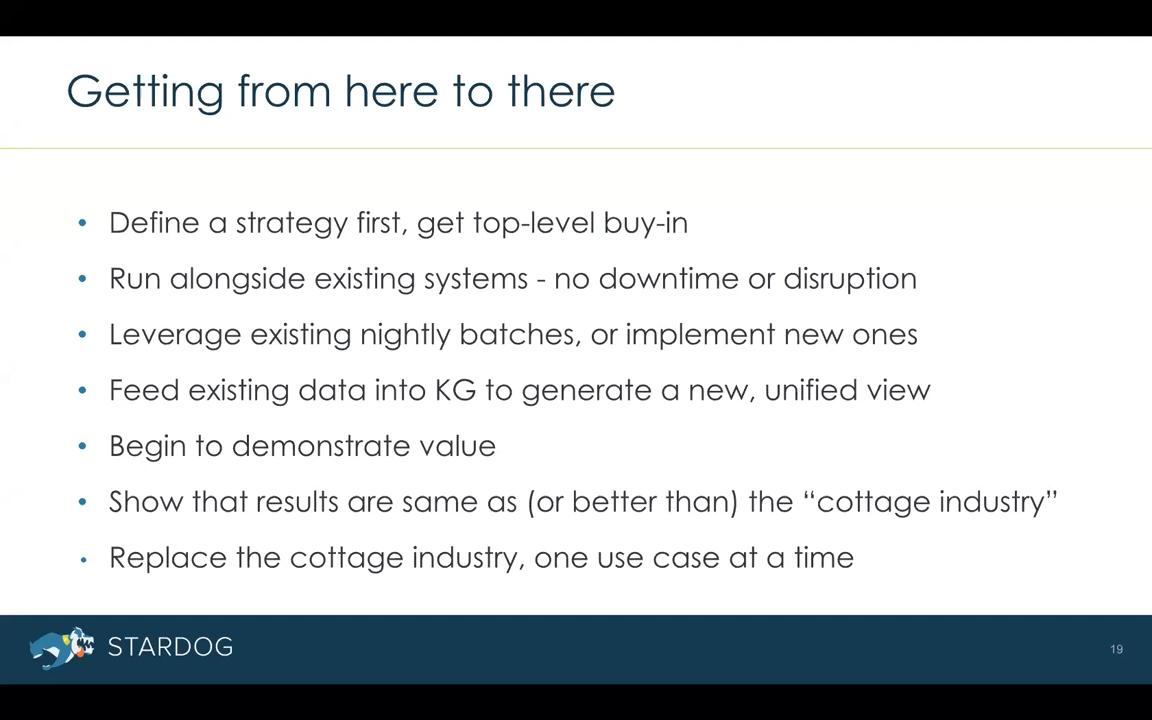 Getting from here to there
• Define a strategy first, get top-level buy-in
• Run alongside existing systems - no downtime or disruption
• Leverage existing nightly batches, or implement new ones
• Feed existing data into KG to generate a new, unified view
• Begin to demonstrate value
• Show that results are same as (or better than) the “cottage industry”
• Replace the cottage industry, one use case at a time
STARDOG
19